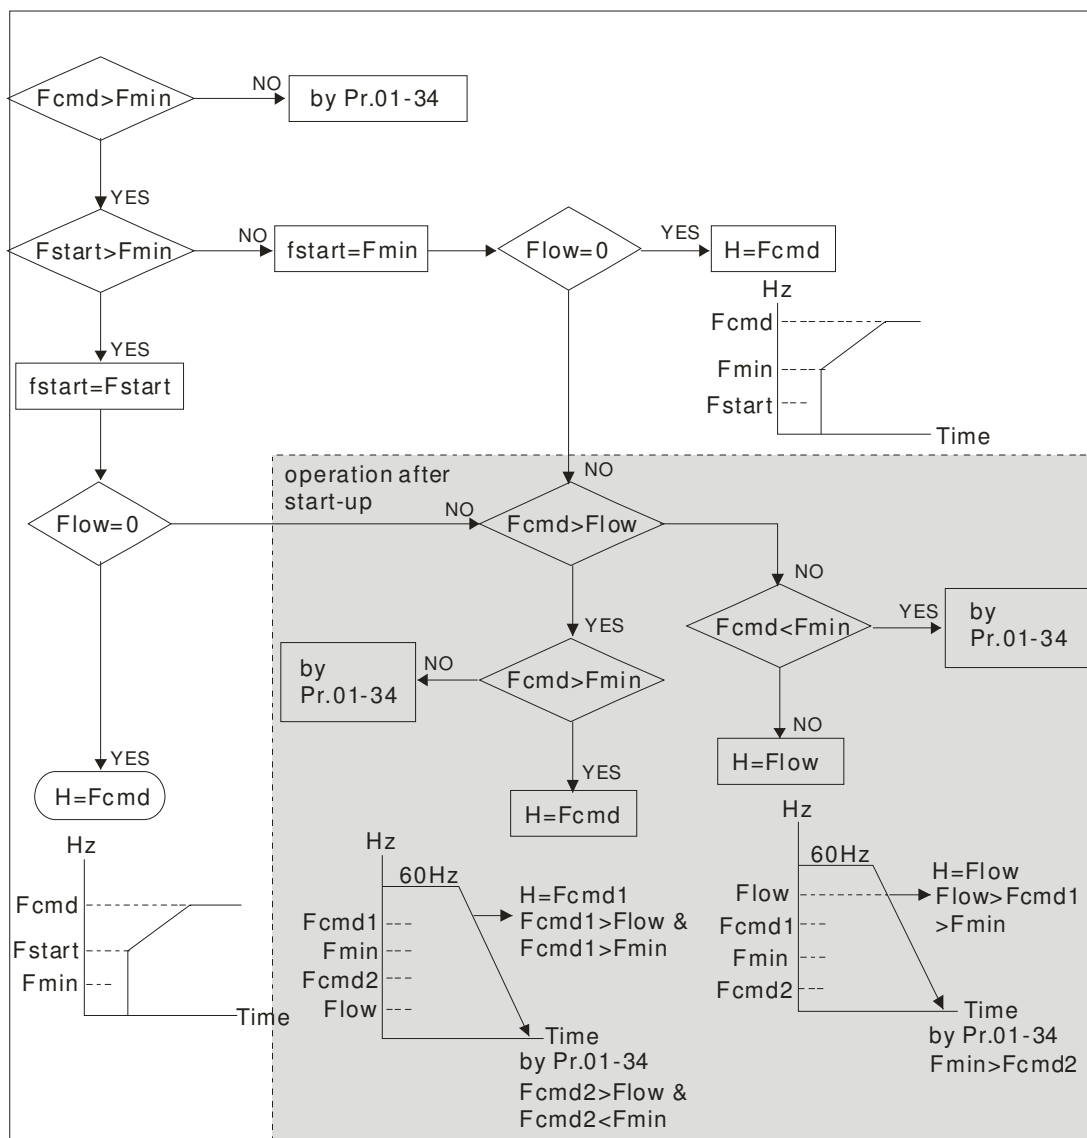 Fcmd>Fmin
NO
by Pr.01-34
YES
Fstart>Fmin
NO
fstart=Fmin
Flow=0
YES
H=Fcmd
Hz
Fcmd
Fmin
Fstart
Time
YES
fstart=Fstart
NO
operation after
start-up
Flow=0
NO
Fcmd>Flow
NO
YES
Fcmd<Fmin
YES
by
Pr.01-34
by
Pr.01-34
NO
Fcmd>Fmin
NO
H=Flow
YES
H=Fcmd
YES
H=Fcmd
Hz
Fcmd
Fstart
Fmin
Time
Hz
60Hz
Fcmd1
Fmin
Fcmd2
Flow
H=Fcmd1
Fcmd1>Flow &
Fcmd1>Fmin
Time
by Pr.01-34
Fcmd2>Flow &
Fcmd2<Fmin
Hz
60Hz
Flow
Fcmd1
Fmin
Fcmd2
H=Flow
Flow>Fcmd1
>Fmin
Time
by Pr.01-34
Fmin>Fcmd2